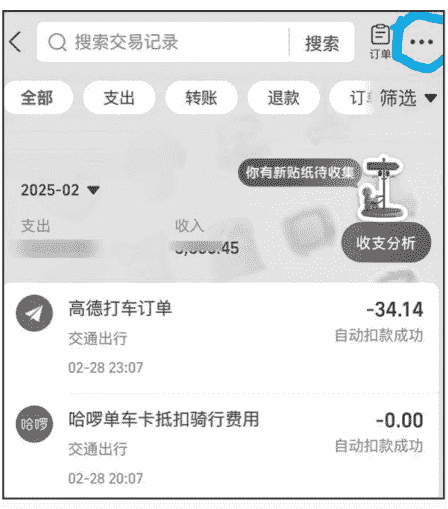 搜索交易记录 搜索
订单
全部 支出 转账 退款 订 筛选
你有新贴纸待收集
2025-02
支出 收入
收支分析
高德打车订单 -34.14
交通出行 自动扣款成功
02-28 23:07
哈啰 哈啰单车卡抵扣骑行费用 -0.00
交通出行 自动扣款成功
02-28 20:07